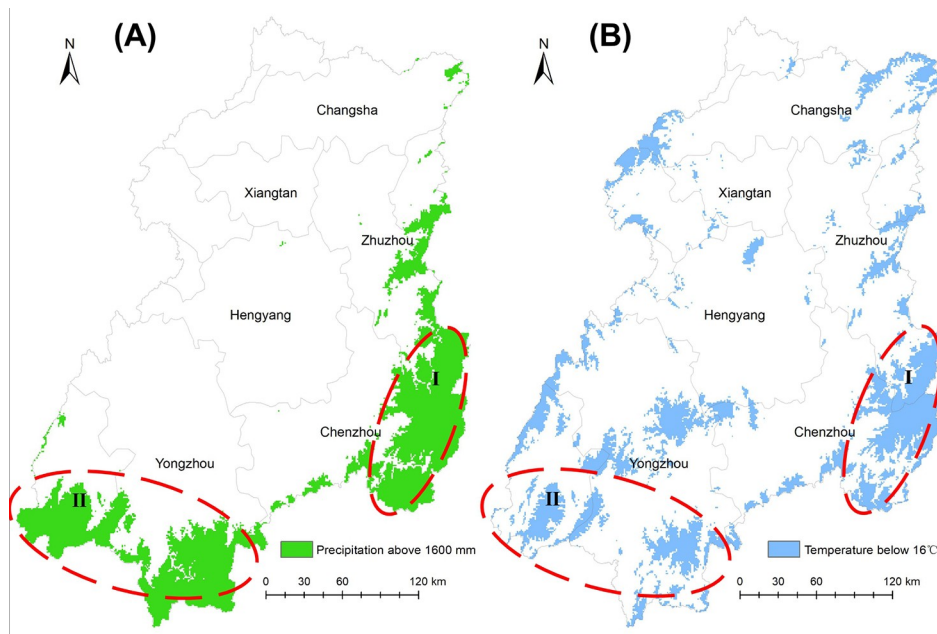 (A)
N
Changsha
Xiangtan
Zhuzhou
Hengyang
I
Chenzhou
Yongzhou
II
Precipitation above 1600 mm
0 30 60 120 km
(B)
N
Changsha
Xiangtan
Zhuzhou
Hengyang
I
Chenzhou
Yongzhou
II
Temperature below 16℃
0 30 60 120 km